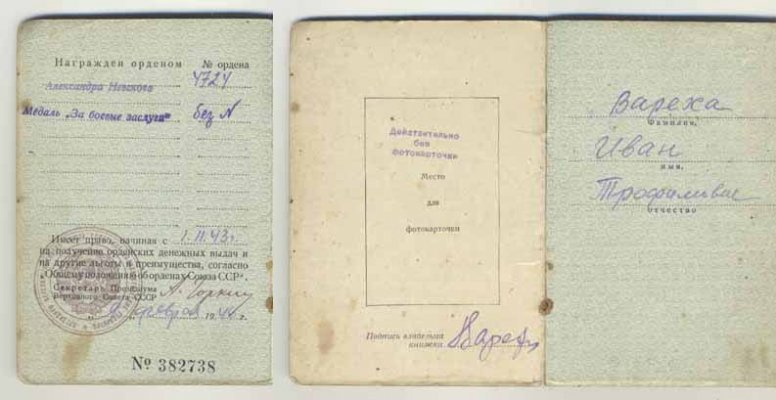 Награжден орденом № ордена
Александра Невского 4724
Медаль „За боевые заслуги" без N
Имеет право, начиная с 1.II.43 г.
на получение орденских денежных выдач и
на другие льготы и преимущества, согласно
«Общему положению об орденах Союза ССР».
Секретарь Президиума
Верховного Совета СССР А. Горкин
февраля 1944 г.
№ 382738
Действительно
без
фотокарточки
Место
для
фотокарточки
Подпись владельца
книжки
Вареха
Фамилия,
Иван
имя,
Трофимович
отчество